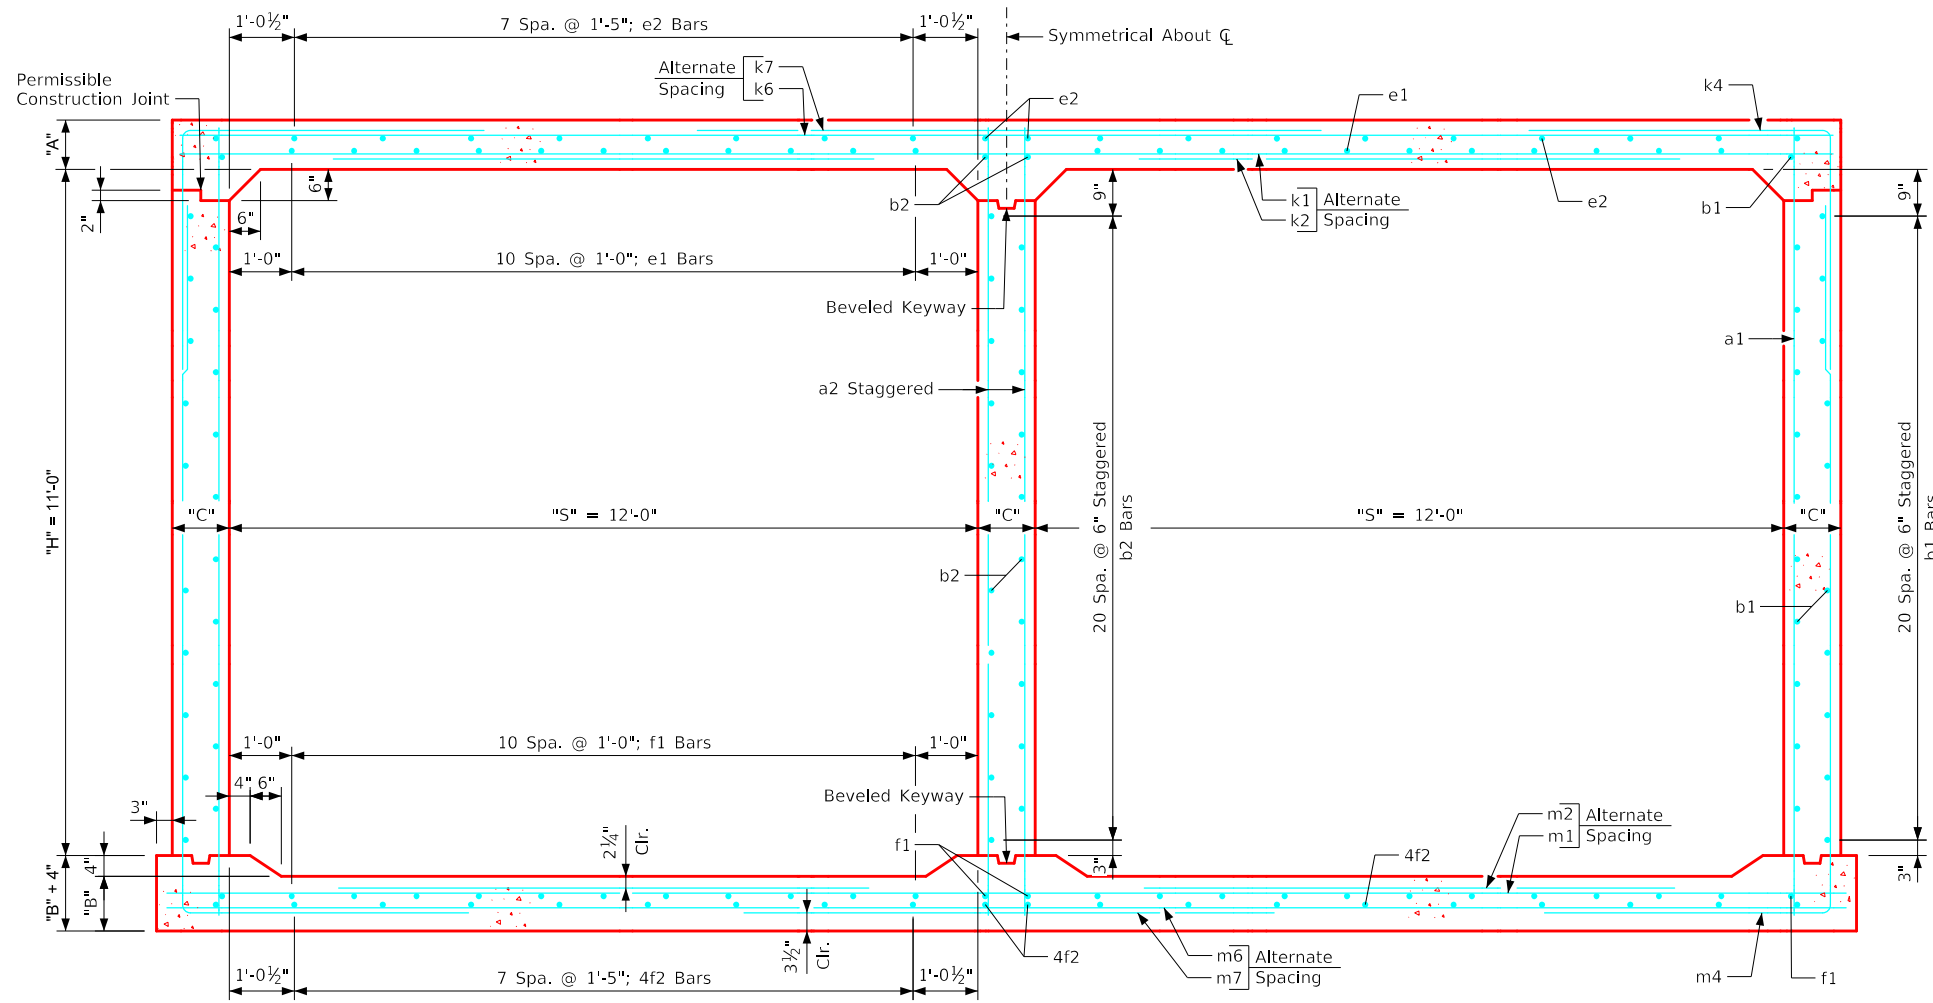 1'-0½"
7 Spa. @ 1'-5"; e2 Bars
1'-0½"
Symmetrical About ℄
Permissible
Construction Joint
Alternate
Spacing
k7
k6
e2
e1
k4
"A"
2"
6"
6"
b2
k1
k2
Alternate
Spacing
e2
b1
9"
9"
1'-0"
10 Spa. @ 1'-0"; e1 Bars
1'-0"
Beveled Keyway
a1
a2 Staggered
"H" = 11'-0"
"C"
"S" = 12'-0"
"C"
"S" = 12'-0"
"C"
20 Spa. @ 6" Staggered
b2 Bars
20 Spa. @ 6" Staggered
b1 Bars
b2
b1
1'-0"
10 Spa. @ 1'-0"; f1 Bars
1'-0"
4"
6"
3"
Beveled Keyway
2¼"
Clr.
f1
m2
m1
Alternate
Spacing
4f2
3"
3"
"B" + 4"
4"
"B"
3½"
Clr.
4f2
m6
m7
Alternate
Spacing
m4
f1
1'-0½"
7 Spa. @ 1'-5"; 4f2 Bars
1'-0½"